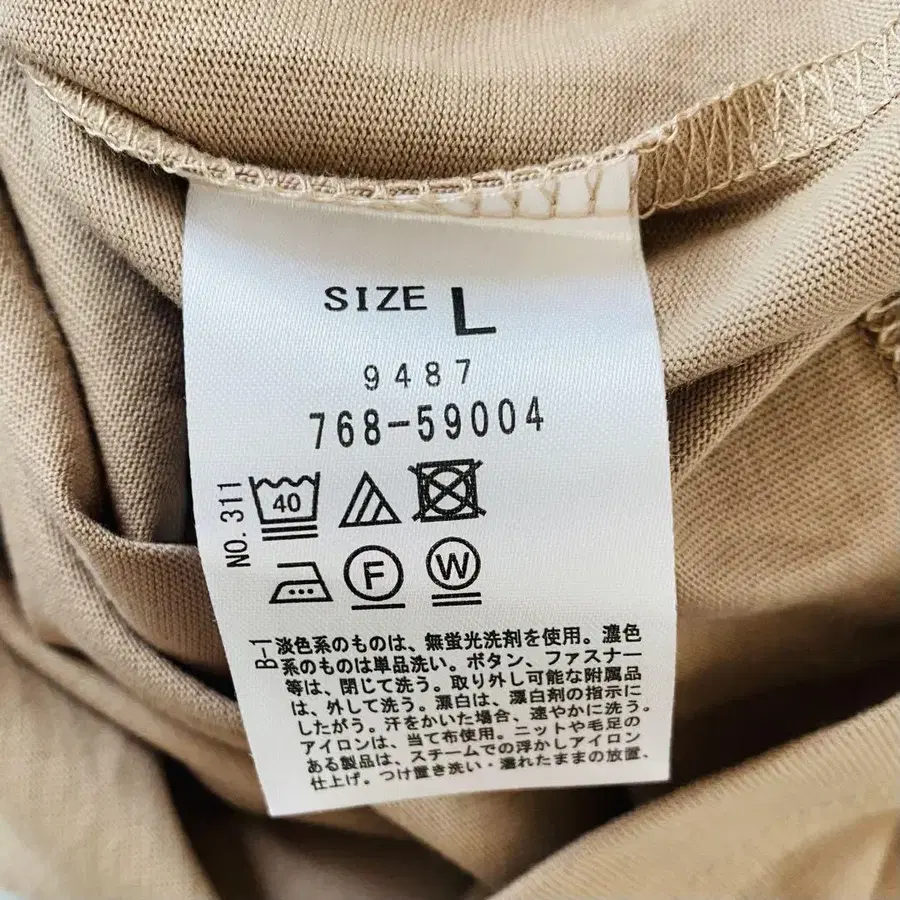 SIZE L
9487
768-59004
NO. 311
40
F W
B-1
淡色系のものは、無蛍光洗剤を使用。濃色
系のものは単品洗い。ボタン、ファスナー
等は、閉じて洗う。取り外し可能な附属品
は、外して洗う。漂白は、漂白剤の指示に
したがう。汗をかいた場合、速やかに洗う。
アイロンは、当て布使用。ニットや毛足の
ある製品は、スチームでの浮かしアイロン
仕上げ。つけ置き洗い・濡れたままの放置、